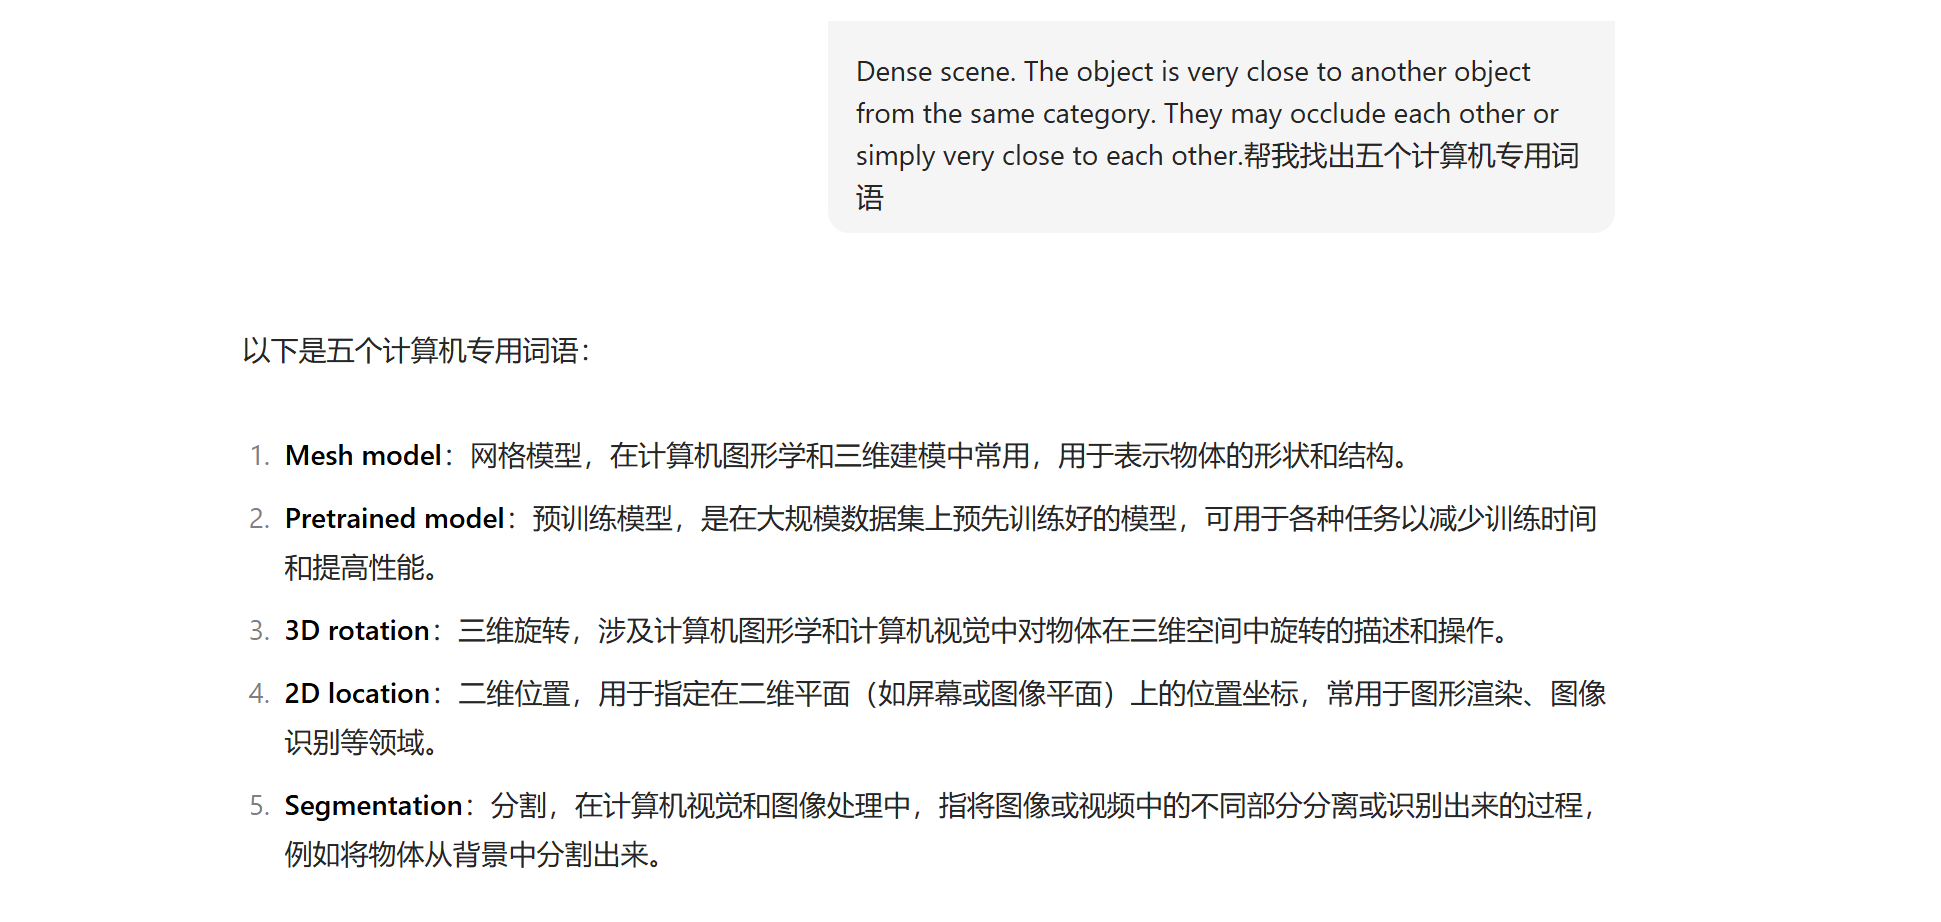 Dense scene. The object is very close to another object
from the same category. They may occlude each other or
simply very close to each other.帮我找出五个计算机专用词
语
以下是五个计算机专用词语：
1. Mesh model：网格模型，在计算机图形学和三维建模中常用，用于表示物体的形状和结构。
2. Pretrained model：预训练模型，是在大规模数据集上预先训练好的模型，可用于各种任务以减少训练时间
和提高性能。
3. 3D rotation：三维旋转，涉及计算机图形学和计算机视觉中对物体在三维空间中旋转的描述和操作。
4. 2D location：二维位置，用于指定在二维平面（如屏幕或图像平面）上的位置坐标，常用于图形渲染、图像
识别等领域。
5. Segmentation：分割，在计算机视觉和图像处理中，指将图像或视频中的不同部分分离或识别出来的过程，
例如将物体从背景中分割出来。